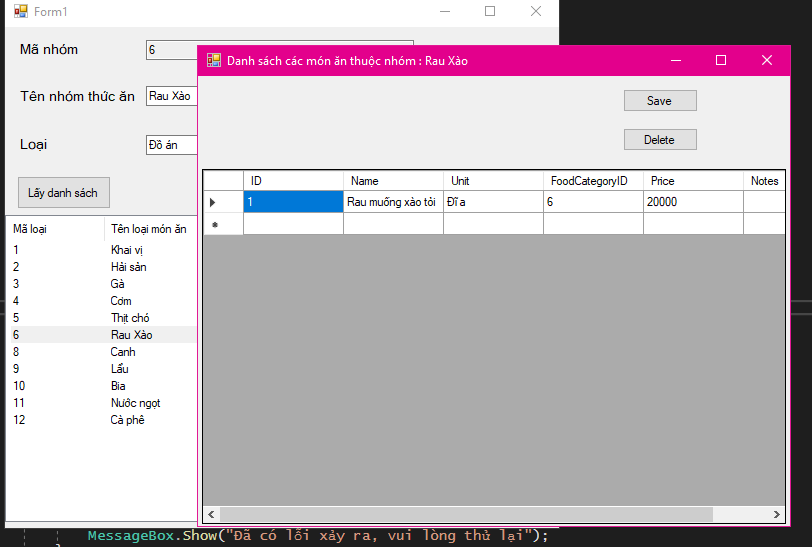 Form1
Mã nhóm 6
Tên nhóm thức ăn Rau Xào
Loại Đồ án
Lấy danh sách
Mã loại Tên loại món ăn
1 Khai vị
2 Hải sản
3 Gà
4 Cơm
5 Thịt chó
6 Rau Xào
8 Canh
9 Lẩu
10 Bia
11 Nước ngọt
12 Cà phê
Danh sách các món ăn thuộc nhóm : Rau Xào
Save
Delete
ID Name Unit FoodCategoryID Price Notes
1 Rau muống xào tỏi Đĩa 6 20000
MessageBox.Show("Đã có lỗi xảy ra, vui lòng thử lại");
}